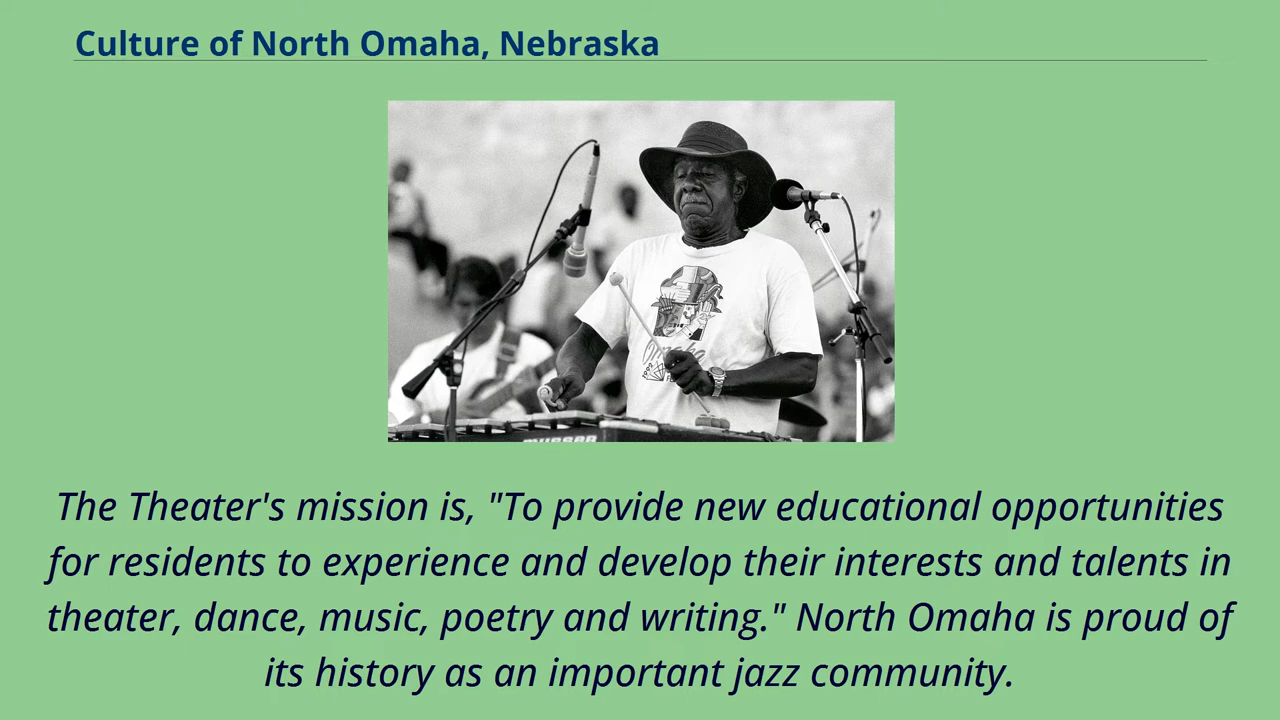 Culture of North Omaha, Nebraska
Omaha
musser
The Theater's mission is, "To provide new educational opportunities
for residents to experience and develop their interests and talents in
theater, dance, music, poetry and writing." North Omaha is proud of
its history as an important jazz community.